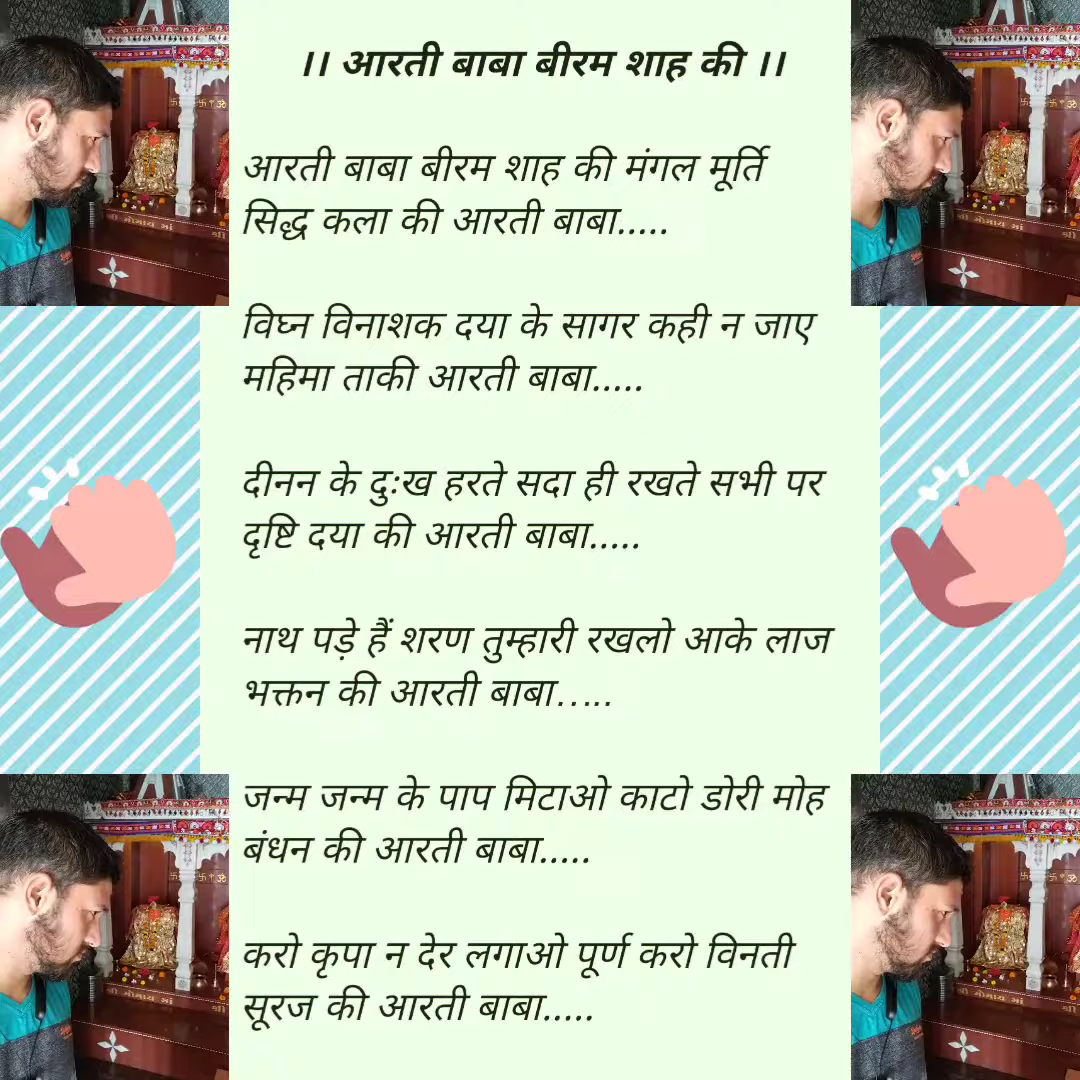 ।। आरती बाबा बीरम शाह की ।।
आरती बाबा बीरम शाह की मंगल मूर्ति
सिद्ध कला की आरती बाबा.....
विघ्न विनाशक दया के सागर कही न जाए
महिमा ताकी आरती बाबा.....
दीनन के दुःख हरते सदा ही रखते सभी पर
दृष्टि दया की आरती बाबा.....
नाथ पड़े हैं शरण तुम्हारी रखलो आके लाज
भक्तन की आरती बाबा.....
जन्म जन्म के पाप मिटाओ काटो डोरी मोह
बंधन की आरती बाबा.....
करो कृपा न देर लगाओ पूर्ण करो विनती
सूरज की आरती बाबा.....